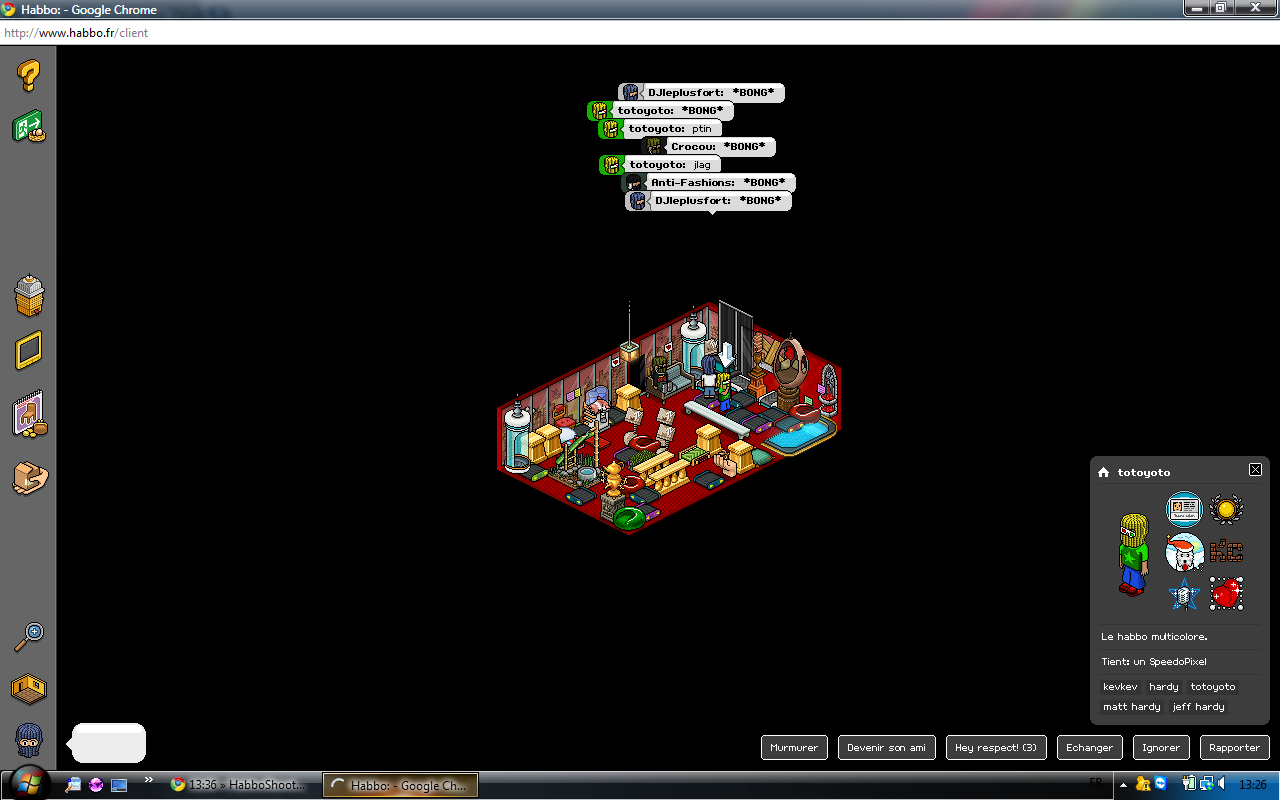 Habbo: - Google Chrome
http://www.habbo.fr/client
DJleplusfort: *BONG*
totoyoto: *BONG*
totoyoto: ptin
Crocou: *BONG*
totoyoto: jlag
Anti-Fashions: *BONG*
DJleplusfort: *BONG*
totoyoto
Le habbo multicolore.
Tient: un SpeedoPixel
kevkev hardy totoyoto
matt hardy jeff hardy
Murmurer Devenir son ami Hey respect! (3) Echanger Ignorer Rapporter
» 13:36 » HabboShoot... Habbo: - Google Ch... FR 13:26